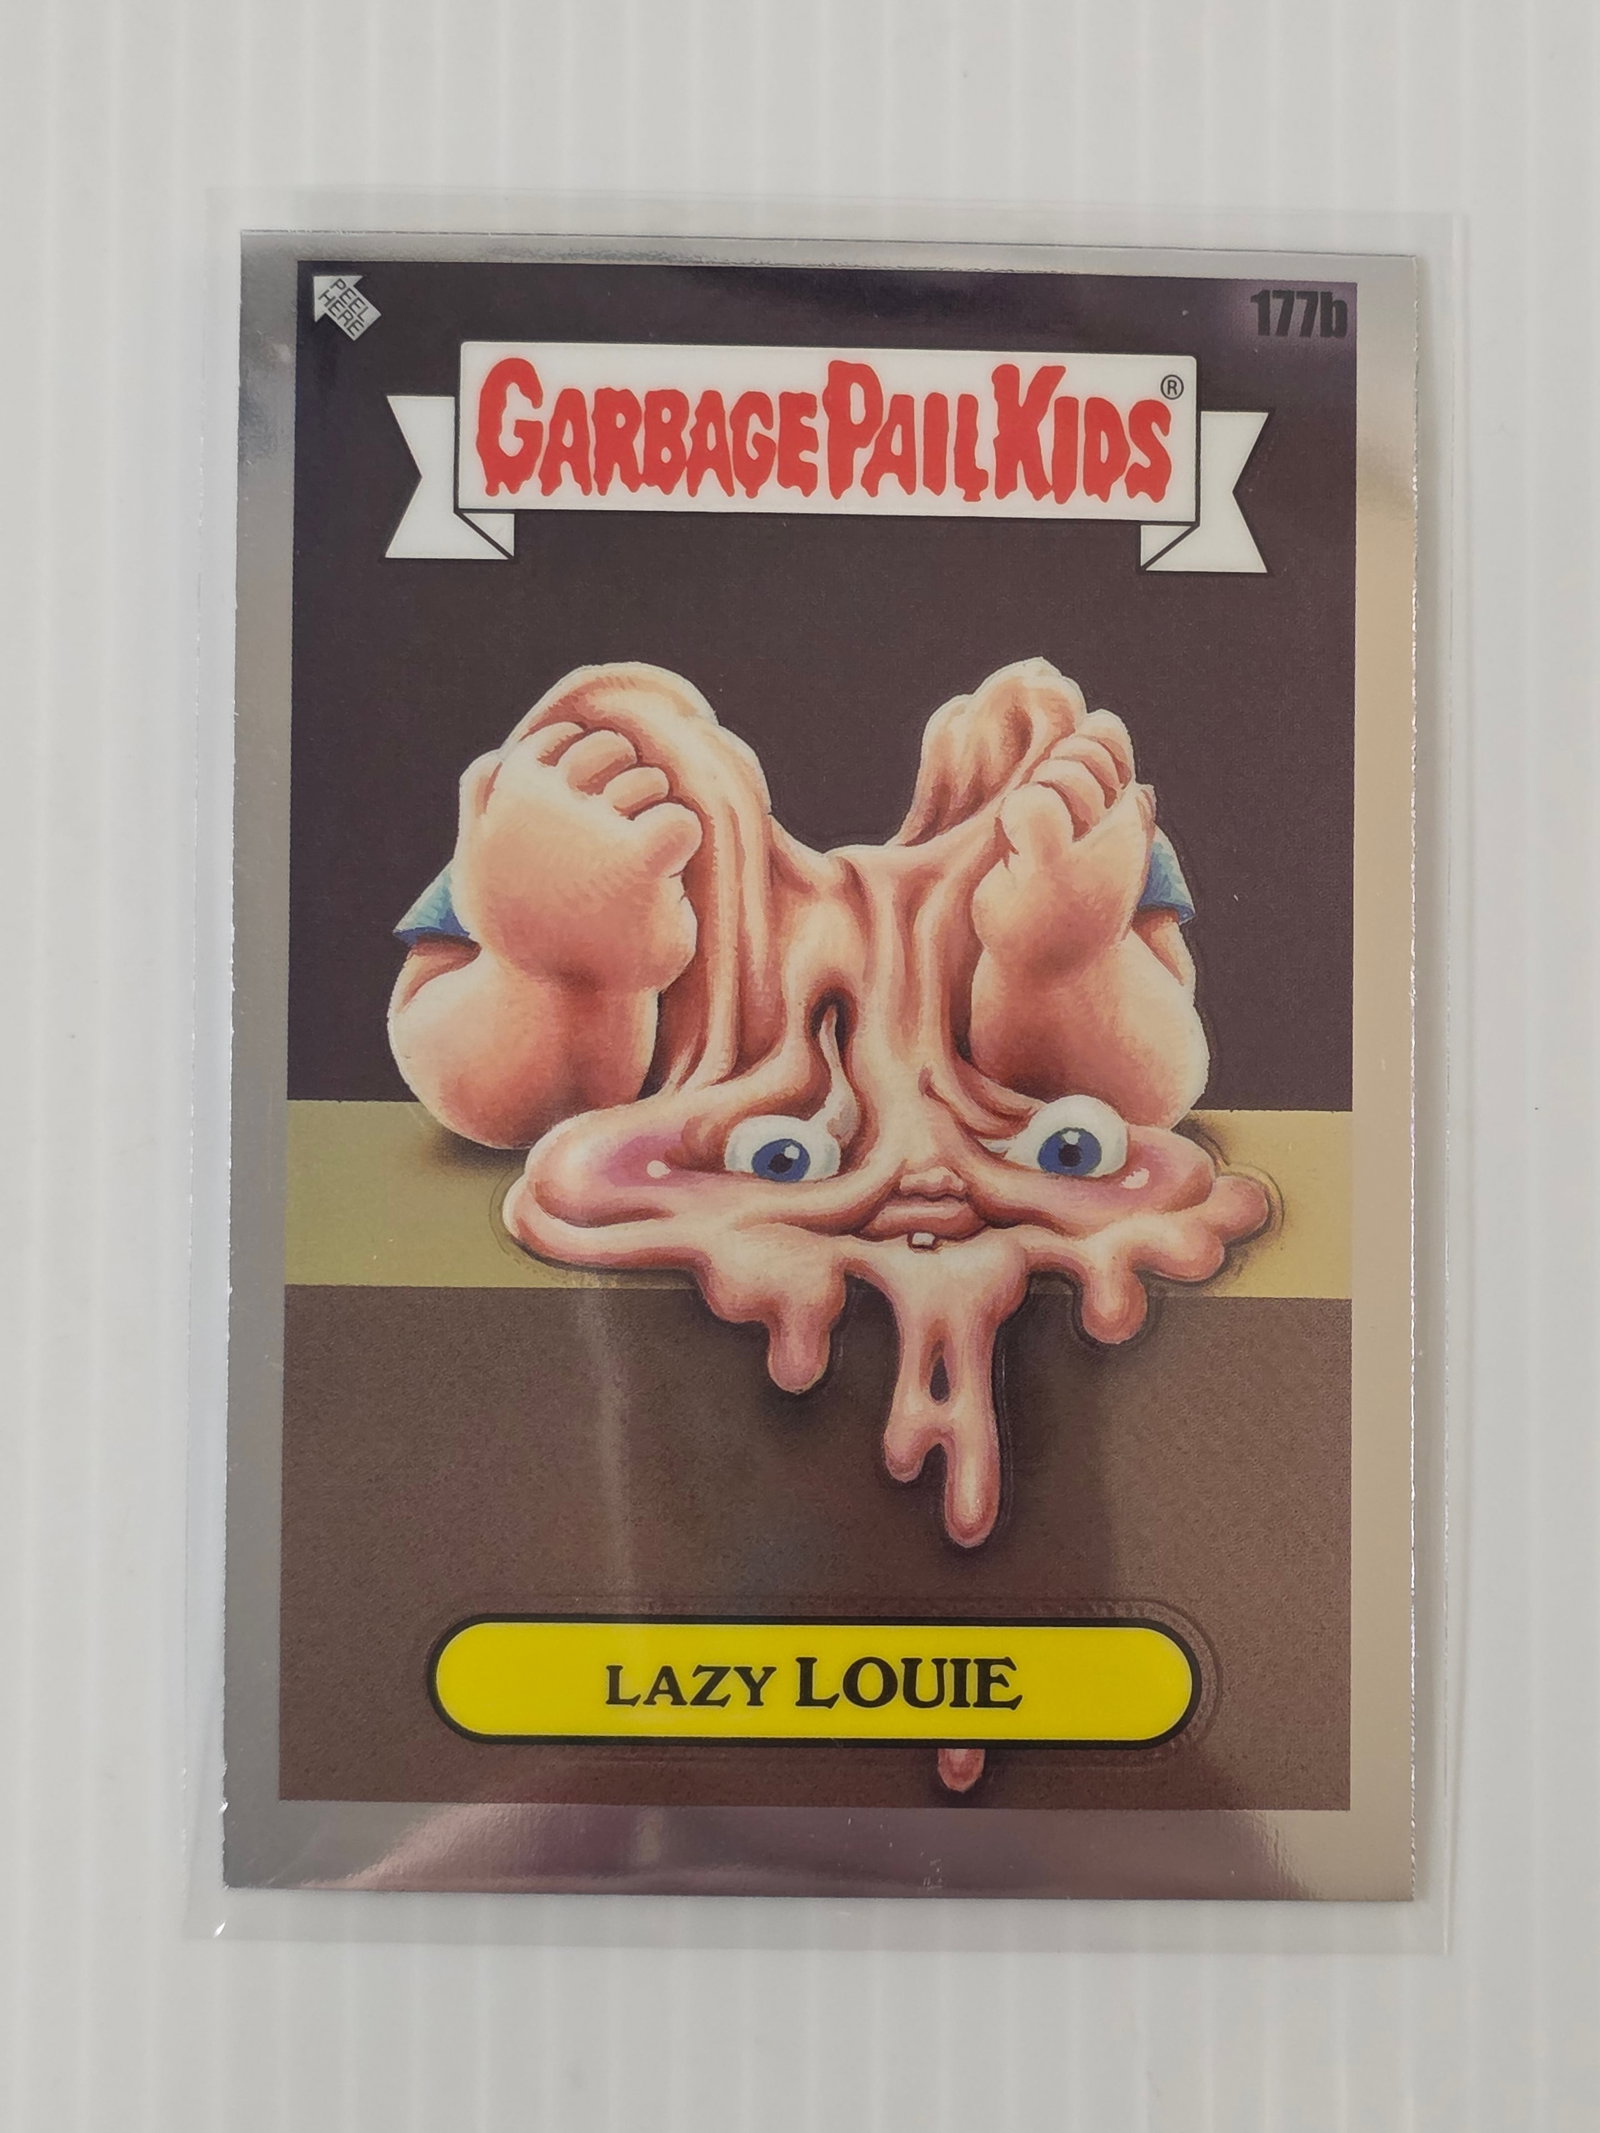 PEEL
HERE
177b
GARBAGE PAIL KIDS®
LAZY LOUIE